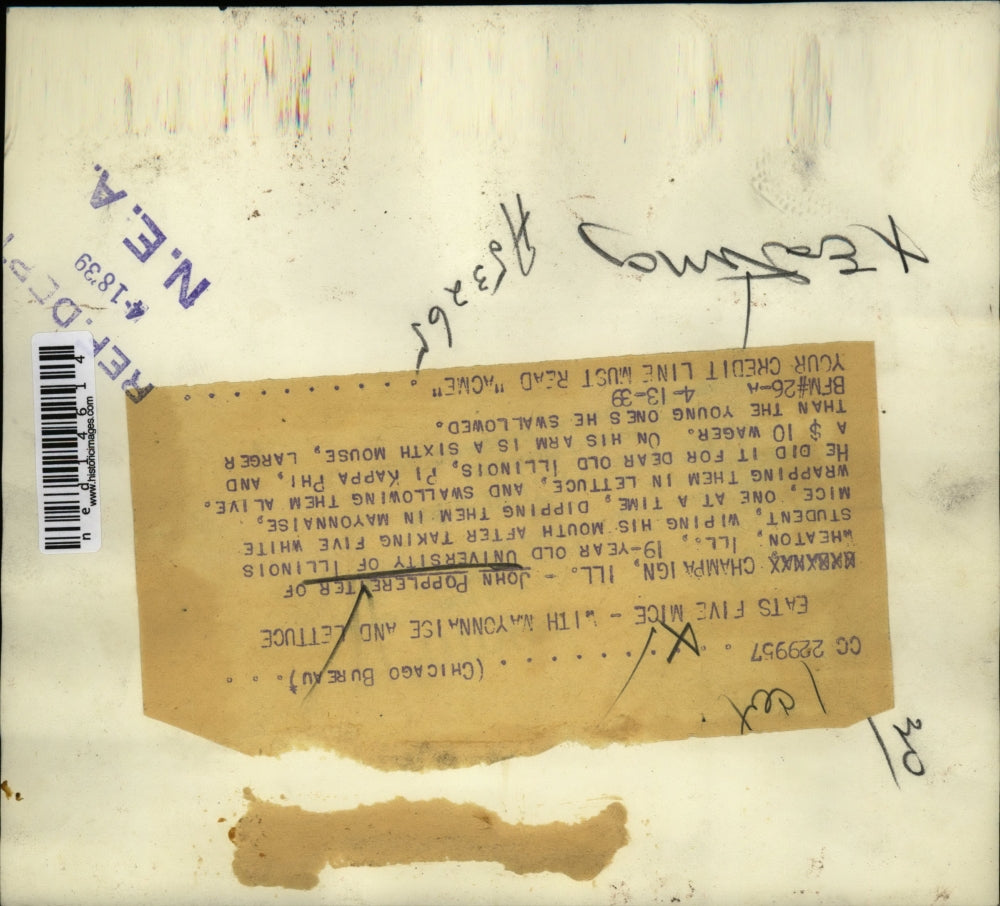 CC 229957 . . . . . . . . . . . (CHICAGO BUREAU) . . .
EATS FIVE MICE - WITH MAYONNAISE AND LETTUCE
CHAMPAIGN, ILL. - JOHN POPPLEREITER OF
WHEATON, ILL., 19-YEAR OLD UNIVERSITY OF ILLINOIS
STUDENT, WIPING HIS MOUTH AFTER TAKING FIVE WHITE
MICE, ONE AT A TIME, DIPPING THEM IN MAYONNAISE,
WRAPPING THEM IN LETTUCE, AND SWALLOWING THEM ALIVE.
HE DID IT FOR DEAR OLD ILLINOIS, PI KAPPA PHI, AND
A $ 10 WAGER. ON HIS ARM IS A SIXTH MOUSE, LARGER
THAN THE YOUNG ONES HE SWALLOWED.
BFM#26-A 4-13-39
YOUR CREDIT LINE MUST READ "ACME" . . . . . . . . .
X Eating
H53265
REF. DEPT
4-18 39
N.E.A.
ned114614
www.historicimages.com